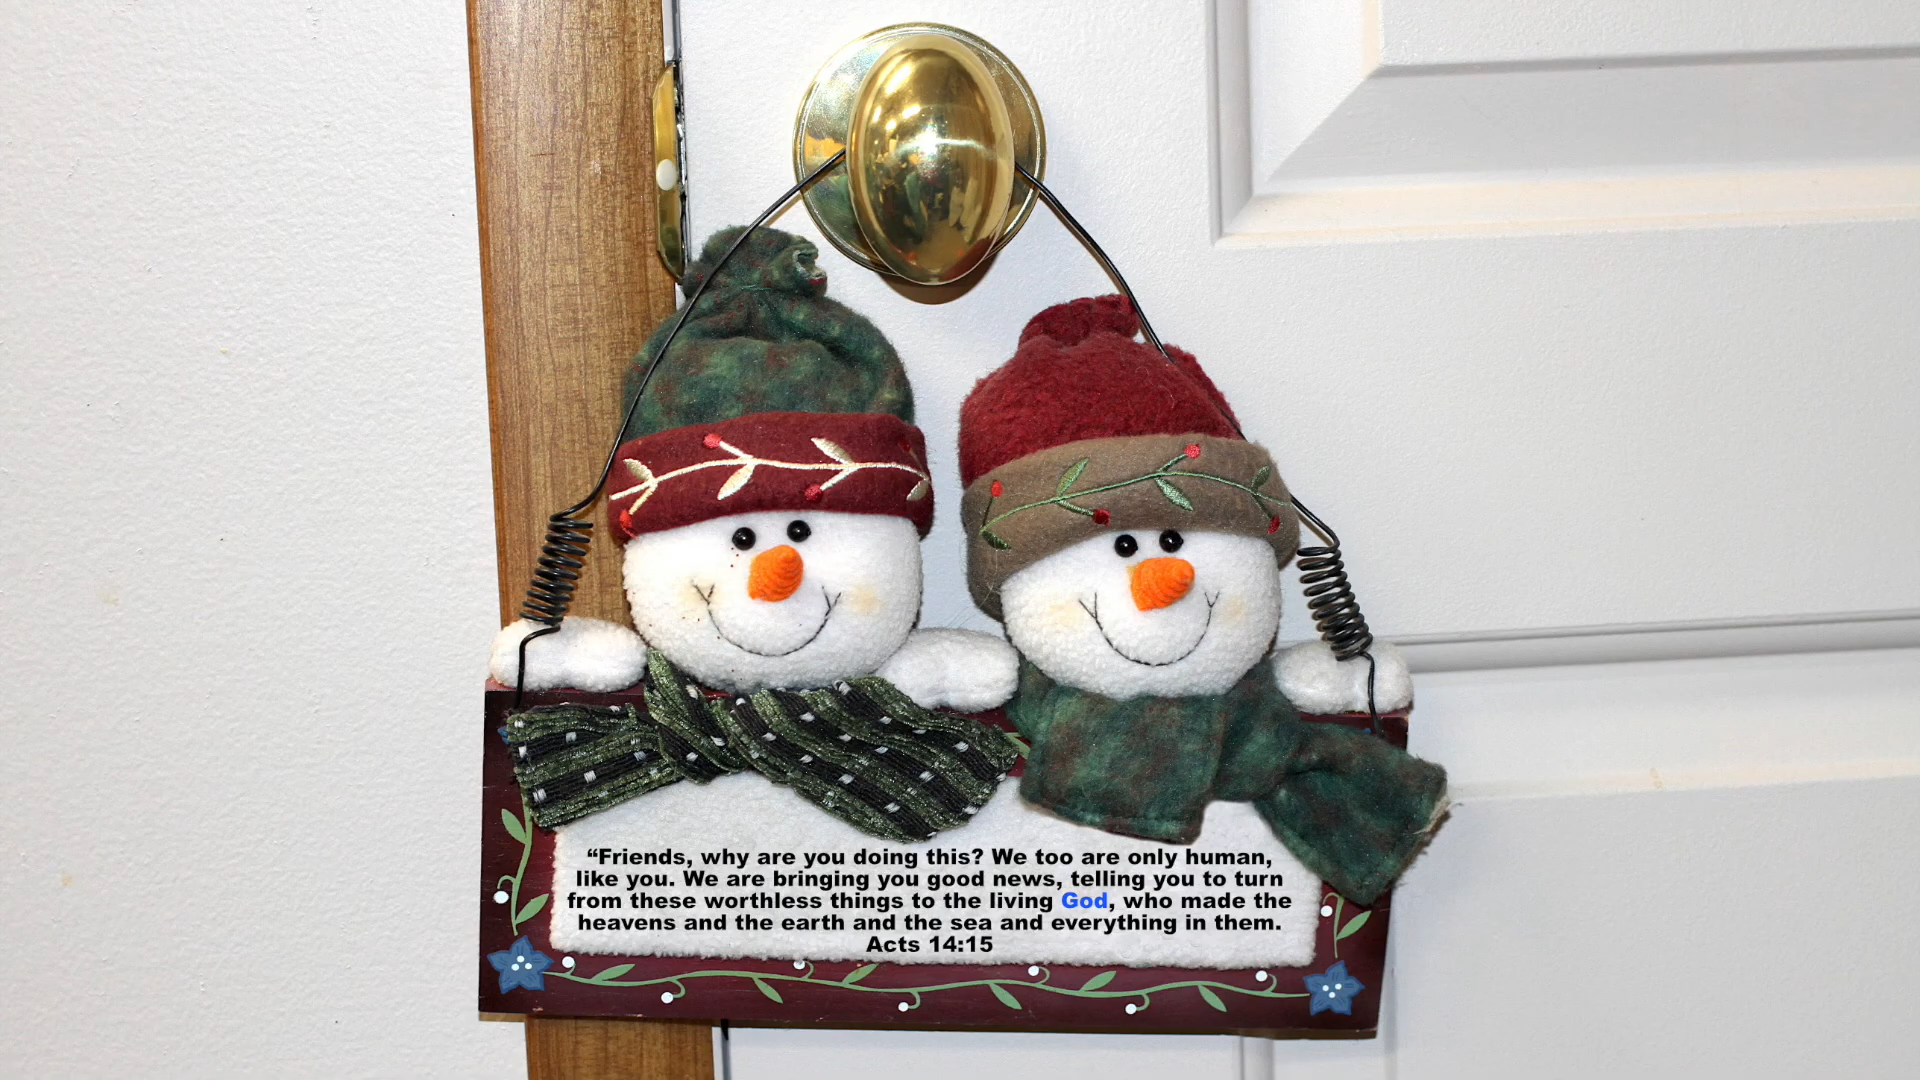 “Friends, why are you doing this? We too are only human,
like you. We are bringing you good news, telling you to turn
from these worthless things to the living God, who made the
heavens and the earth and the sea and everything in them.
Acts 14:15